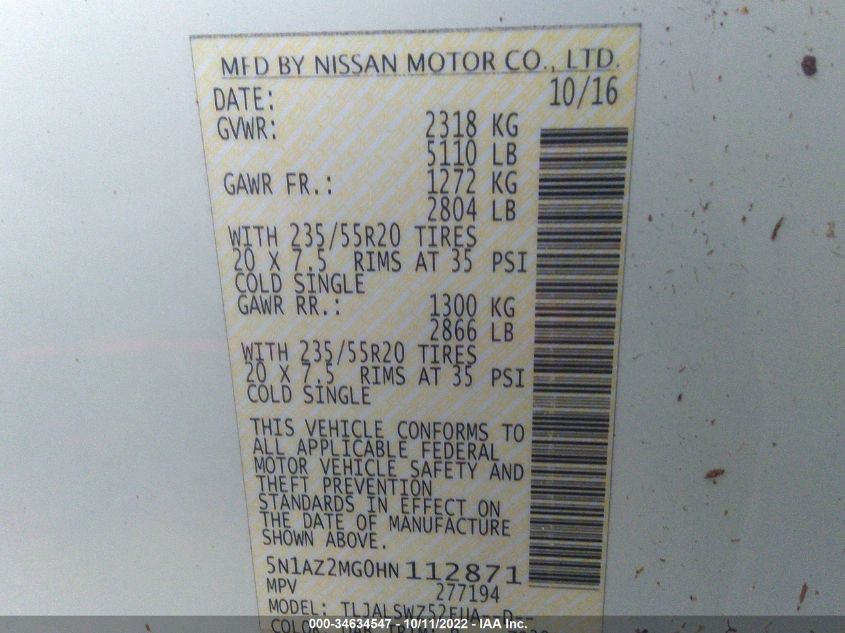 MFD BY NISSAN MOTOR CO., LTD.
DATE: 10/16
GVWR: 2318 KG
5110 LB
GAWR FR.: 1272 KG
2804 LB
WITH 235/55R20 TIRES
20 X 7.5 RIMS AT 35 PSI
COLD SINGLE
GAWR RR.: 1300 KG
2866 LB
WITH 235/55R20 TIRES
20 X 7.5 RIMS AT 35 PSI
COLD SINGLE
THIS VEHICLE CONFORMS TO
ALL APPLICABLE FEDERAL
MOTOR VEHICLE SAFETY AND
THEFT PREVENTION
STANDARDS IN EFFECT ON
THE DATE OF MANUFACTURE
SHOWN ABOVE.
5N1AZ2MG0HN 112871
MPV 277194
MODEL: TLJALSWZ52EUA--D--
COLOR:
000-34634547 - 10/11/2022 - IAA Inc.